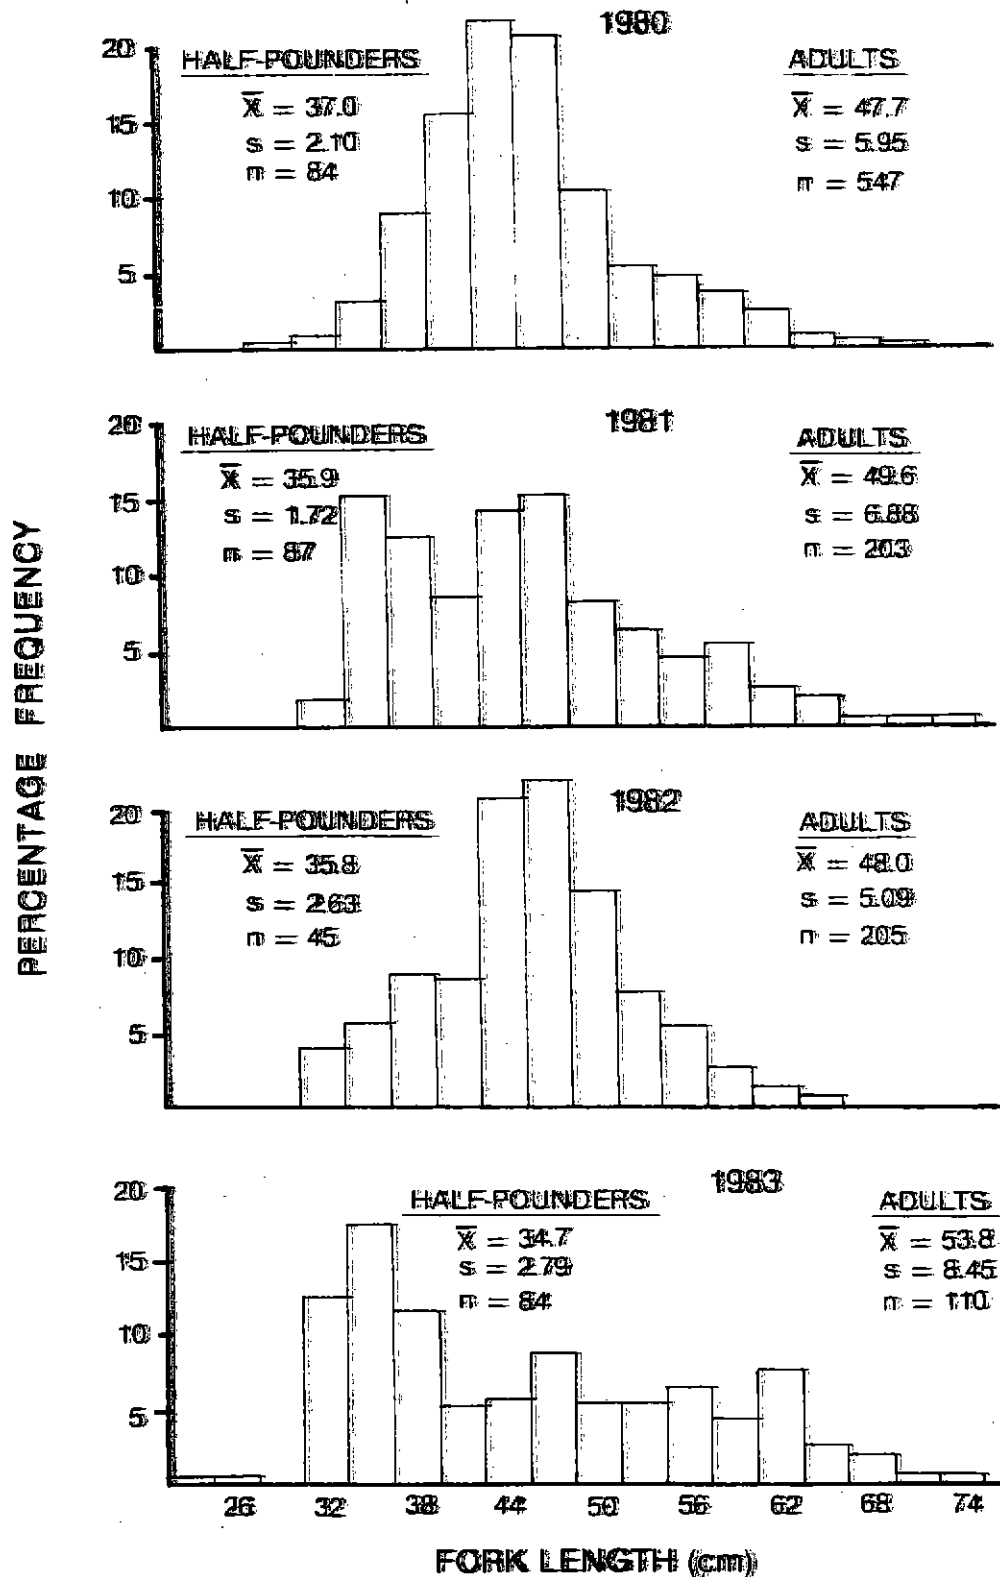 1980
HALF-POUNDERS
X̄ = 37.0
s = 2.10
n = 84
ADULTS
X̄ = 47.7
s = 5.95
n = 547
20
15
10
5
1981
HALF-POUNDERS
X̄ = 35.9
s = 1.72
n = 87
ADULTS
X̄ = 49.6
s = 6.88
n = 203
20
15
10
5
1982
HALF-POUNDERS
X̄ = 35.8
s = 2.63
n = 45
ADULTS
X̄ = 48.0
s = 5.09
n = 205
20
15
10
5
1983
HALF-POUNDERS
X̄ = 34.7
s = 2.79
n = 84
ADULTS
X̄ = 53.8
s = 8.45
n = 110
20
15
10
5
PERCENTAGE FREQUENCY
26 32 38 44 50 56 62 68 74
FORK LENGTH (cm)